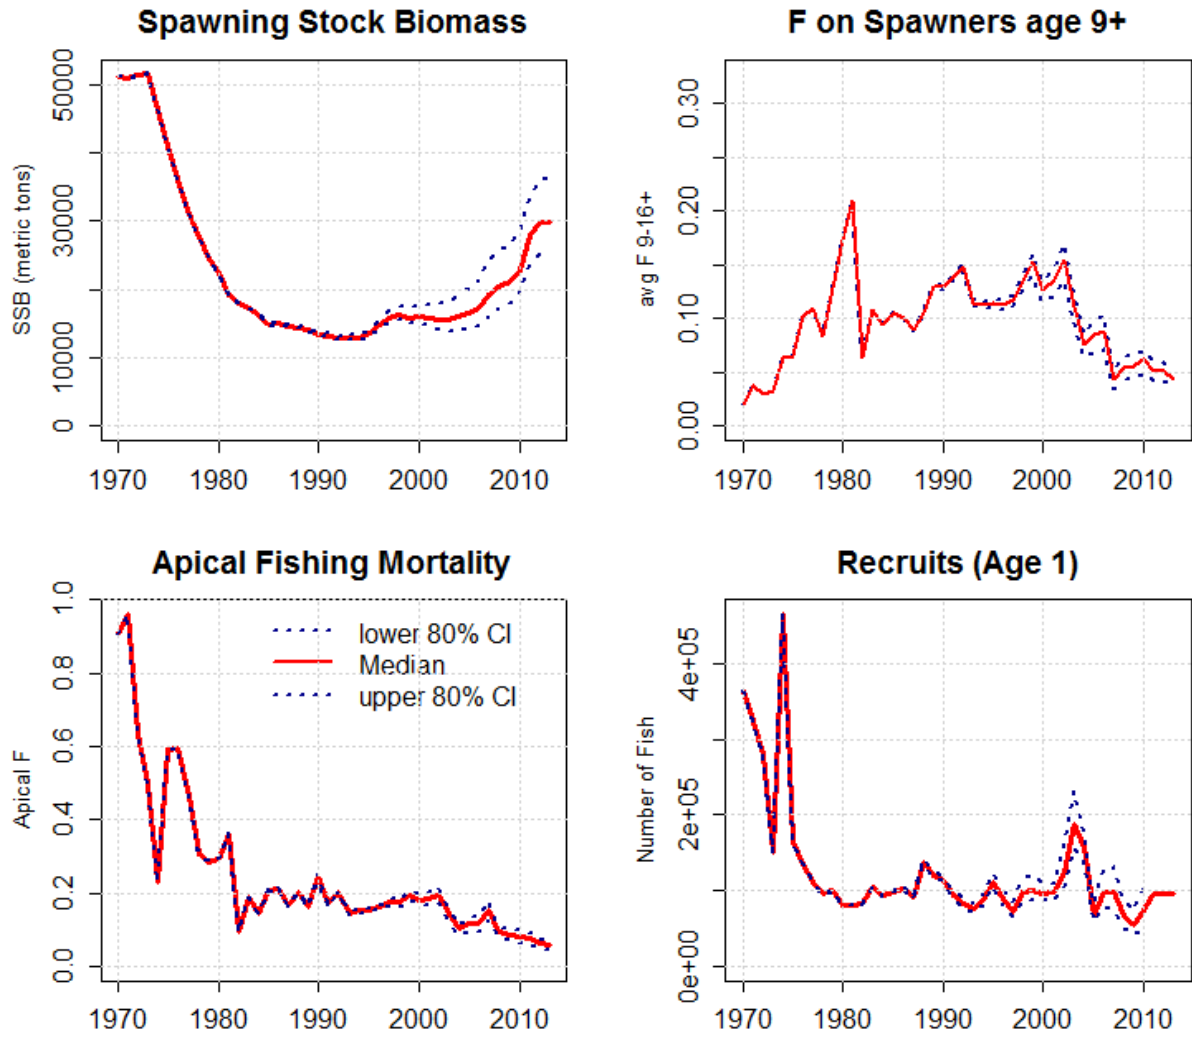 Spawning Stock Biomass
SSB (metric tons)
50000
30000
10000
0
1970 1980 1990 2000 2010
F on Spawners age 9+
avg F 9-16+
0.30
0.20
0.10
0.00
1970 1980 1990 2000 2010
Apical Fishing Mortality
Apical F
1.0
0.8
0.6
0.4
0.2
0.0
lower 80% CI
Median
upper 80% CI
1970 1980 1990 2000 2010
Recruits (Age 1)
Number of Fish
4e+05
2e+05
0e+00
1970 1980 1990 2000 2010